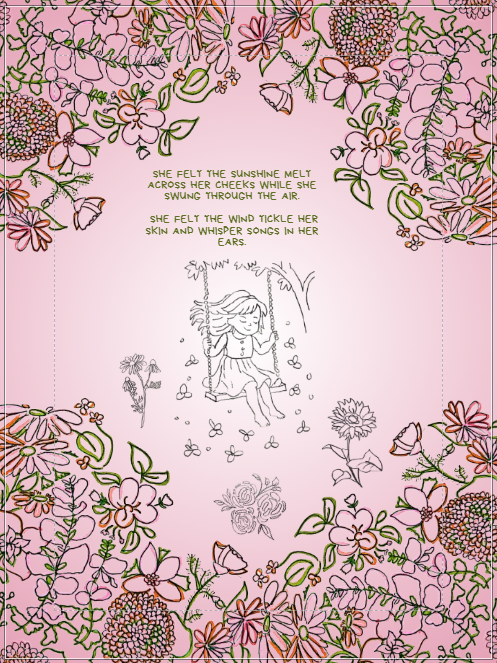 SHE FELT THE SUNSHINE MELT
ACROSS HER CHEEKS WHILE SHE
SWUNG THROUGH THE AIR.
SHE FELT THE WIND TICKLE HER
SKIN AND WHISPER SONGS IN HER
EARS.